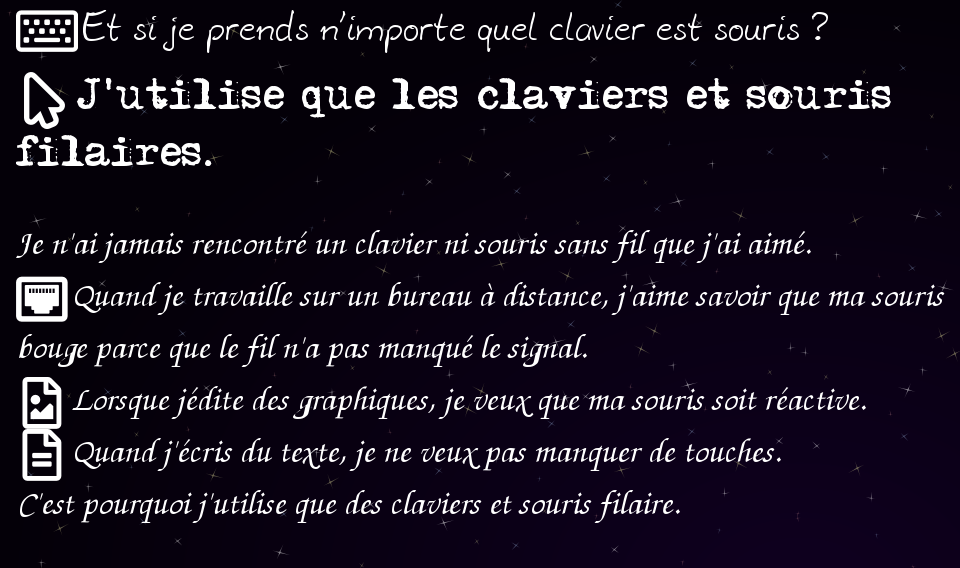 Et si je prends n'importe quel clavier est souris ?
J'utilise que les claviers et souris
filaires.
Je n'ai jamais rencontré un clavier ni souris sans fil que j'ai aimé.
Quand je travaille sur un bureau à distance, j'aime savoir que ma souris
bouge parce que le fil n'a pas manqué le signal.
Lorsque jédite des graphiques, je veux que ma souris soit réactive.
Quand j'écris du texte, je ne veux pas manquer de touches.
C'est pourquoi j'utilise que des claviers et souris filaire.